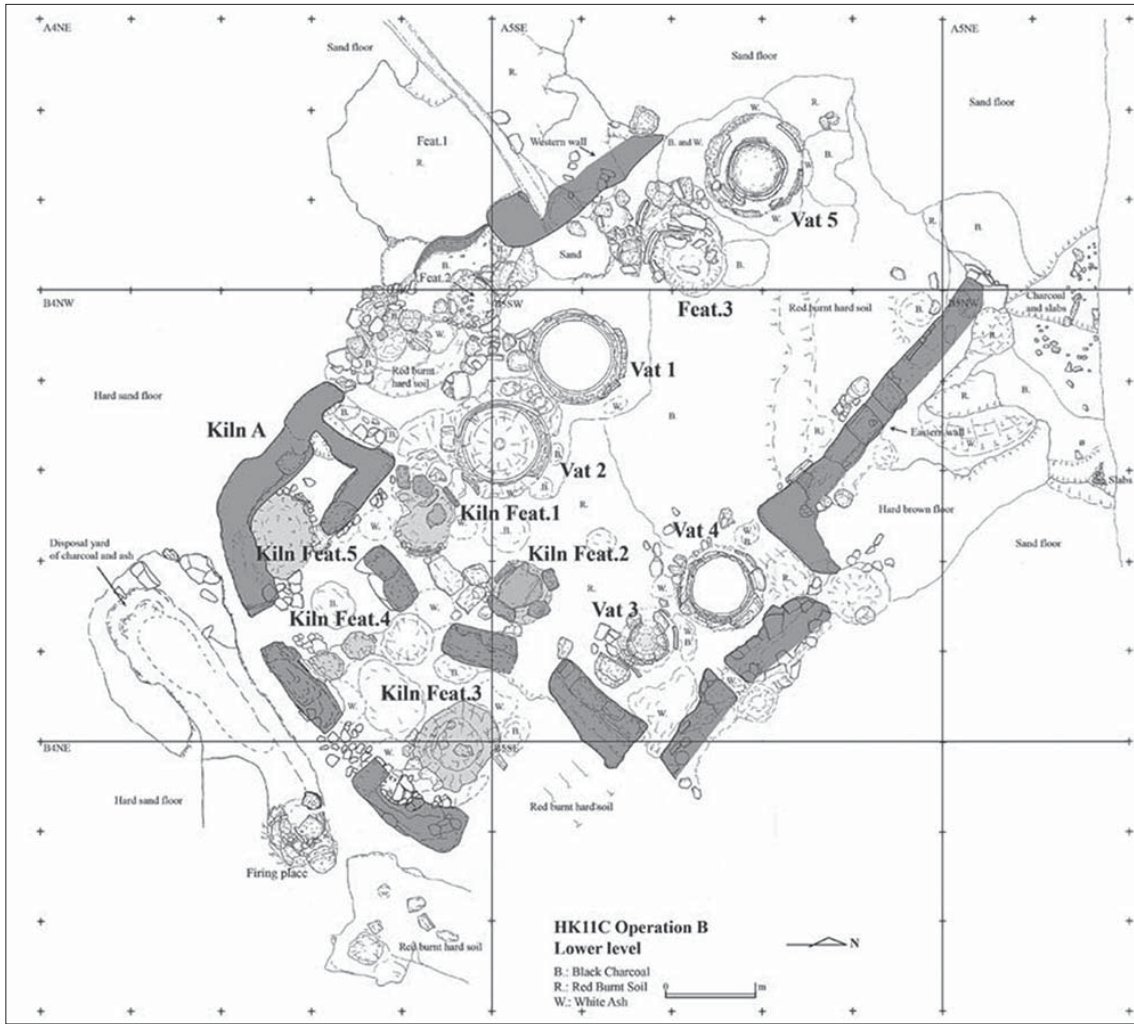 A4NE
A5SE
A5NE
Sand floor
R.
Sand floor
Sand floor
Feat.1
R.
Western wall
W.
R.
B. and W.
B.
W.
W.
Vat 5
R.
B.
B.
Feat.2
Sand
B.
Feat.3
B4NW
B5SW
B5NW
Red burnt hard soil
B.
Charcoal
and slabs
R.
W.
B.
Red burnt
hard soil
Vat 1
W.
B.
B.
Hard sand floor
Kiln A
B.
B.
Vat 2
B.
W.
B.
R.
Eastern wall
R.
W.
B.
Slabs
Kiln Feat.1
W.
W.
B.
R.
Hard brown floor
Sand floor
Disposal yard
of charcoal and ash
Kiln Feat.5
Kiln Feat.2
Vat 4
W.
B.
R.
B.
W.
R.
W.
Kiln Feat.4
Vat 3
W.
B.
B.
W.
Kiln Feat.3
W.
W.
B.
W.
W.
B4NE
B5SE
Hard sand floor
Red burnt hard soil
Firing place
Red burnt hard soil
HK11C Operation B
Lower level
N
B.: Black Charcoal
R.: Red Burnt Soil
W.: White Ash
0 m